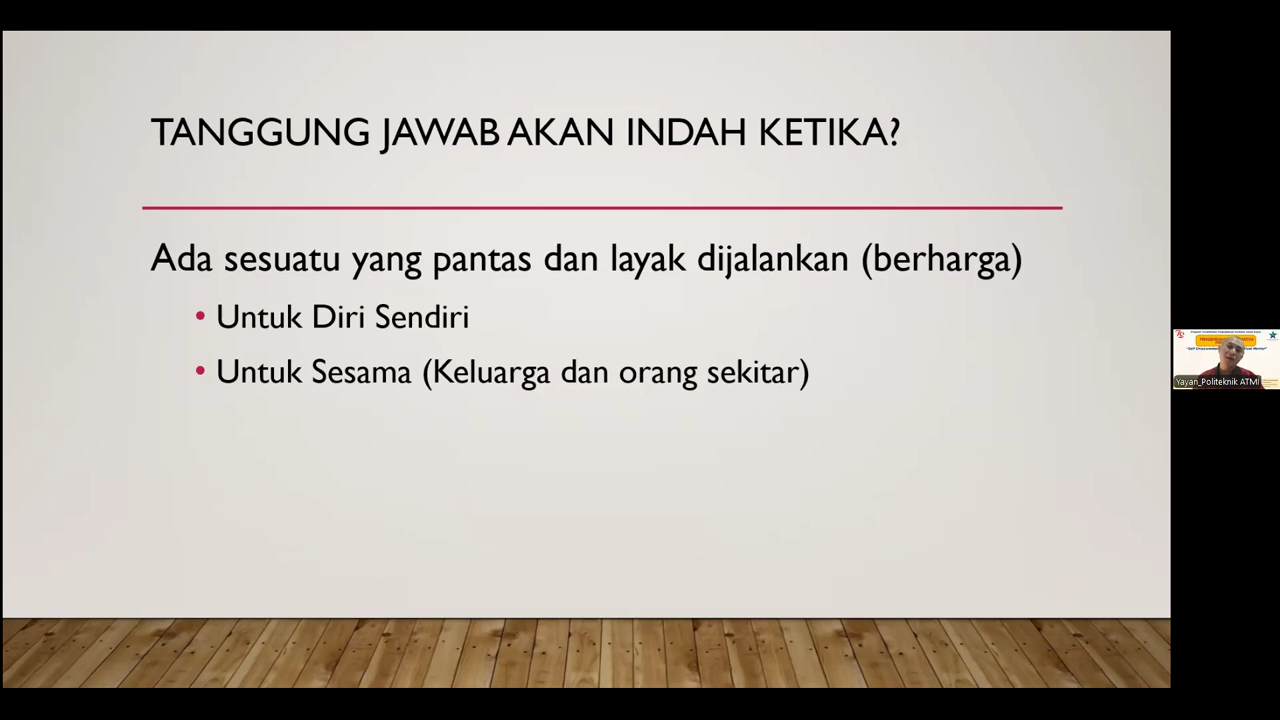 TANGGUNG JAWAB AKAN INDAH KETIKA?
Ada sesuatu yang pantas dan layak dijalankan (berharga)
• Untuk Diri Sendiri
• Untuk Sesama (Keluarga dan orang sekitar)
Yayan_Politeknik ATMI